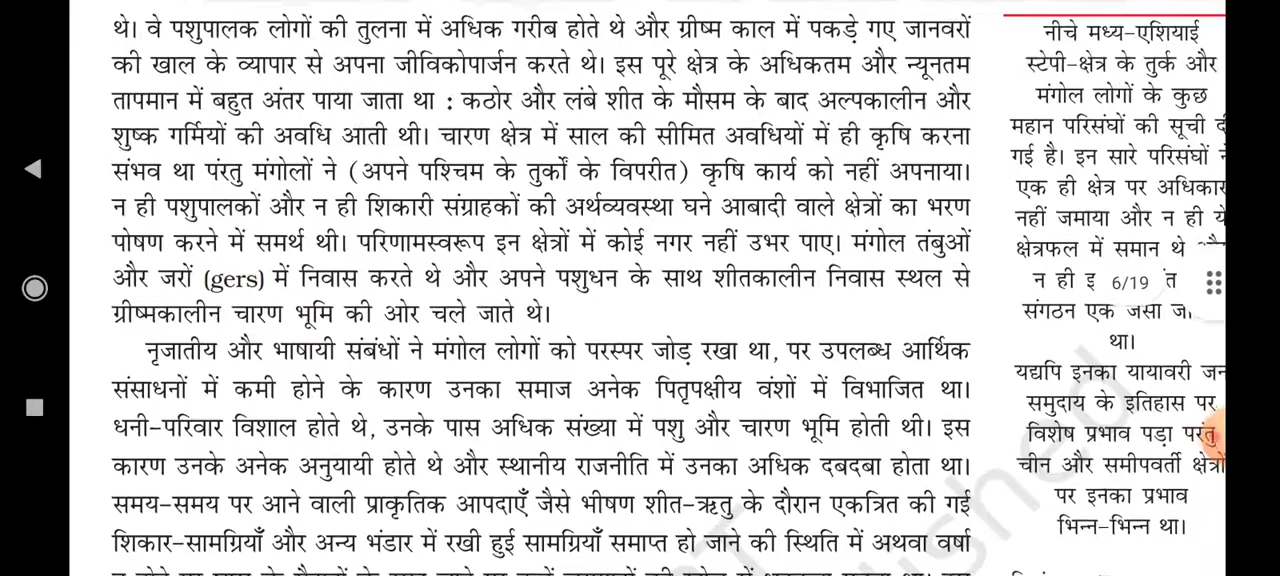 थे। वे पशुपालक लोगों की तुलना में अधिक गरीब होते थे और ग्रीष्म काल में पकड़े गए जानवरों
की खाल के व्यापार से अपना जीविकोपार्जन करते थे। इस पूरे क्षेत्र के अधिकतम और न्यूनतम
तापमान में बहुत अंतर पाया जाता था : कठोर और लंबे शीत के मौसम के बाद अल्पकालीन और
शुष्क गर्मियों की अवधि आती थी। चारण क्षेत्र में साल की सीमित अवधियों में ही कृषि करना
संभव था परंतु मंगोलों ने (अपने पश्चिम के तुर्कों के विपरीत) कृषि कार्य को नहीं अपनाया।
न ही पशुपालकों और न ही शिकारी संग्राहकों की अर्थव्यवस्था घने आबादी वाले क्षेत्रों का भरण
पोषण करने में समर्थ थी। परिणामस्वरूप इन क्षेत्रों में कोई नगर नहीं उभर पाए। मंगोल तंबुओं
और जरों (gers) में निवास करते थे और अपने पशुधन के साथ शीतकालीन निवास स्थल से
ग्रीष्मकालीन चारण भूमि की ओर चले जाते थे।
नृजातीय और भाषायी संबंधों ने मंगोल लोगों को परस्पर जोड़ रखा था, पर उपलब्ध आर्थिक
संसाधनों में कमी होने के कारण उनका समाज अनेक पितृपक्षीय वंशों में विभाजित था।
धनी-परिवार विशाल होते थे, उनके पास अधिक संख्या में पशु और चारण भूमि होती थी। इस
कारण उनके अनेक अनुयायी होते थे और स्थानीय राजनीति में उनका अधिक दबदबा होता था।
समय-समय पर आने वाली प्राकृतिक आपदाएँ जैसे भीषण शीत-ऋतु के दौरान एकत्रित की गई
शिकार-सामग्रियाँ और अन्य भंडार में रखी हुई सामग्रियाँ समाप्त हो जाने की स्थिति में अथवा वर्षा
नीचे मध्य-एशियाई
स्टेपी-क्षेत्र के तुर्क और
मंगोल लोगों के कुछ
महान परिसंघों की सूची
गई है। इन सारे परिसंघों
एक ही क्षेत्र पर अधिकार
नहीं जमाया और न ही ये
क्षेत्रफल में समान थे
न ही
6/19
संगठन एक जैसा
था।
यद्यपि इनका यायावरी जन
समुदाय के इतिहास पर
विशेष प्रभाव पड़ा परंतु
चीन और समीपवर्ती क्षेत्रों
पर इनका प्रभाव
भिन्न-भिन्न था।